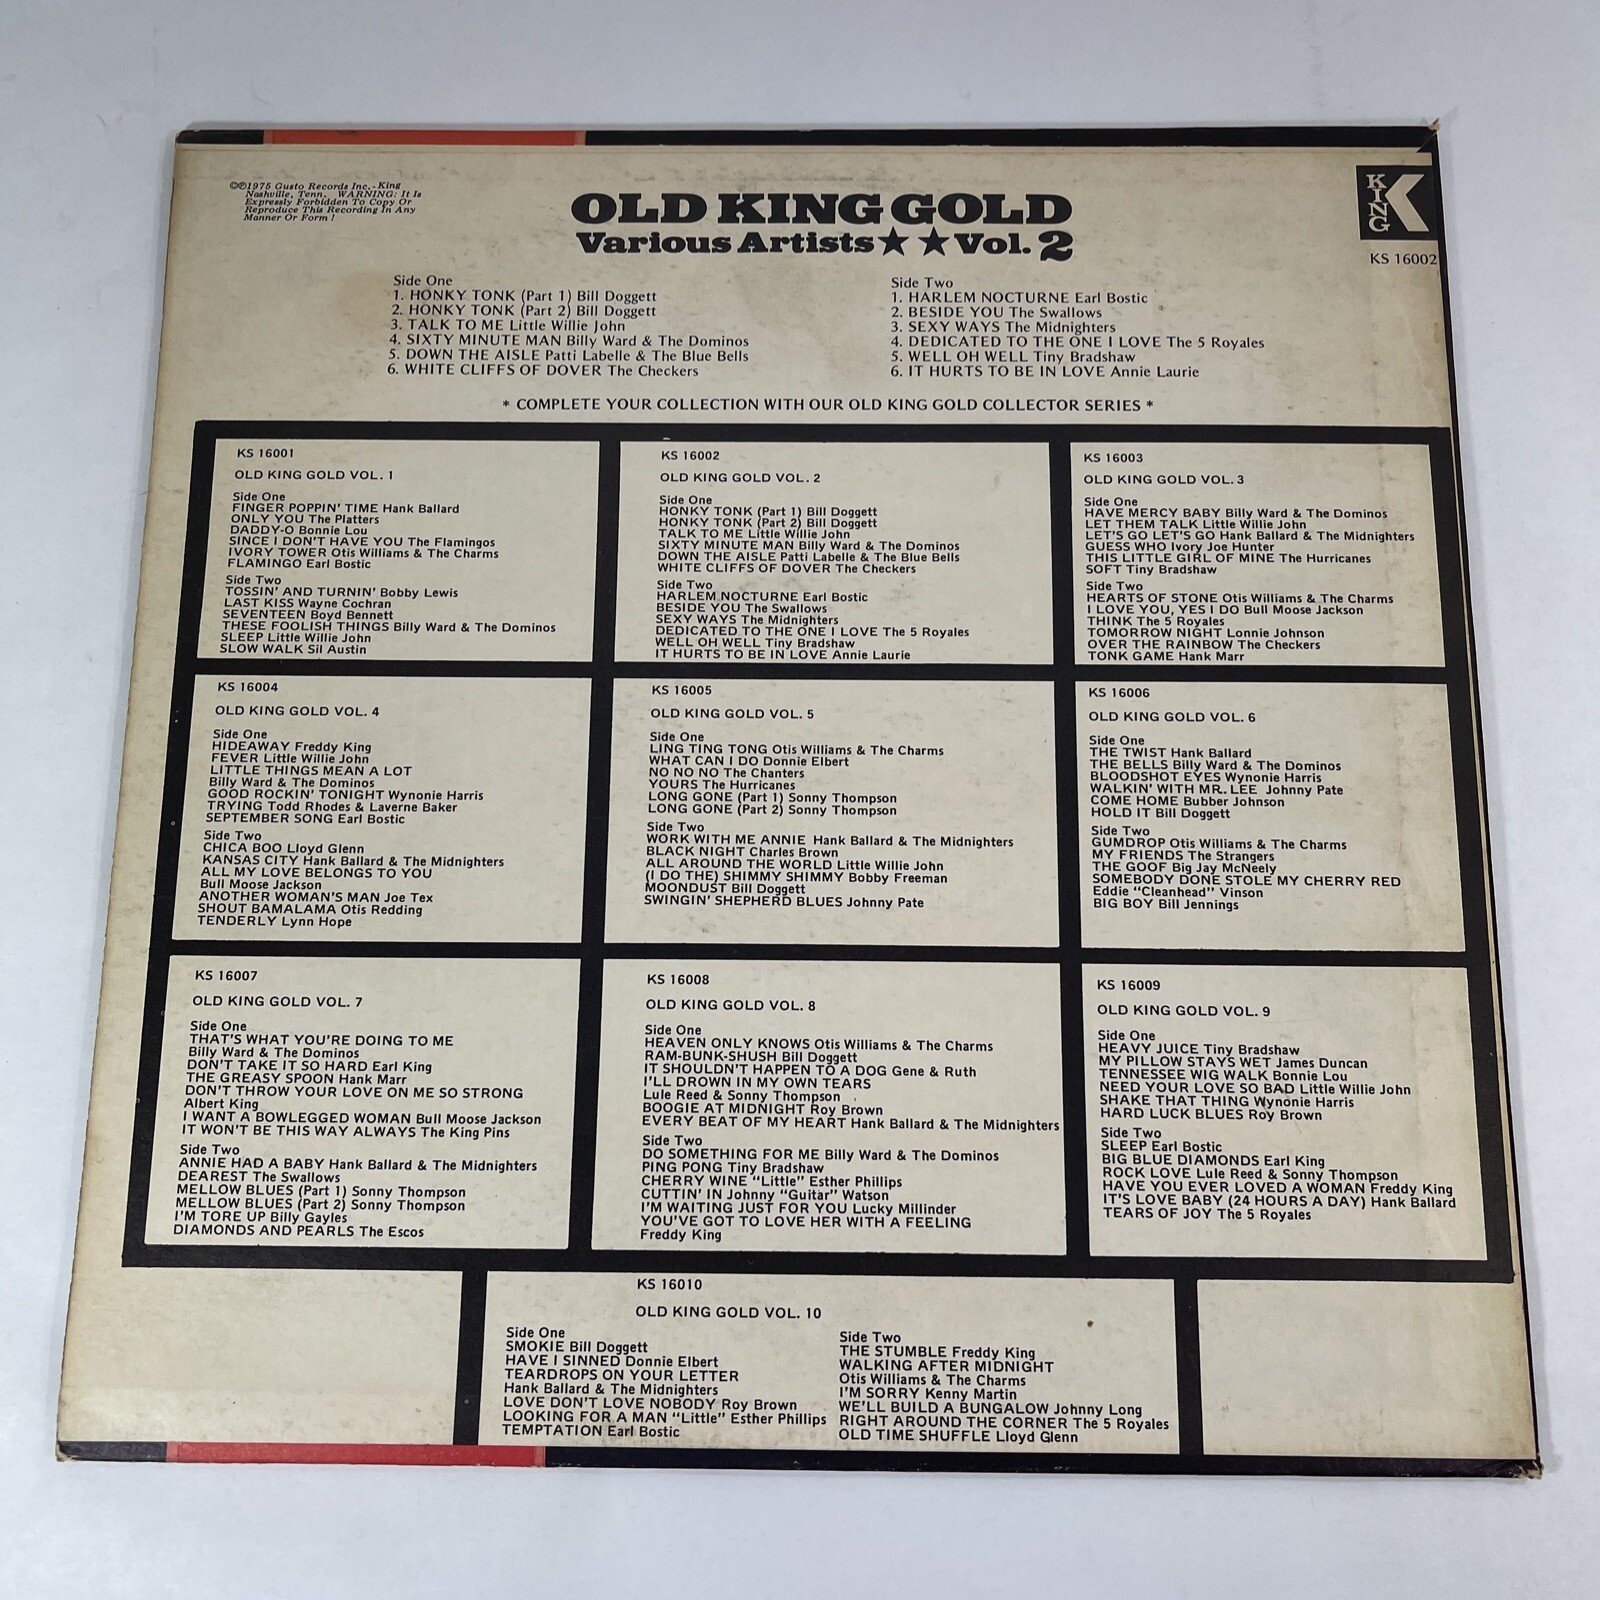 ©℗1975 Gusto Records Inc.-King
Nashville, Tenn. WARNING: It Is
Expressly Forbidden To Copy Or
Reproduce This Recording In Any
Manner Or Form !
OLD KING GOLD
Various Artists★★Vol. 2
KING K
KS 16002
Side One
1. HONKY TONK (Part 1) Bill Doggett
2. HONKY TONK (Part 2) Bill Doggett
3. TALK TO ME Little Willie John
4. SIXTY MINUTE MAN Billy Ward & The Dominos
5. DOWN THE AISLE Patti Labelle & The Blue Bells
6. WHITE CLIFFS OF DOVER The Checkers
Side Two
1. HARLEM NOCTURNE Earl Bostic
2. BESIDE YOU The Swallows
3. SEXY WAYS The Midnighters
4. DEDICATED TO THE ONE I LOVE The 5 Royales
5. WELL OH WELL Tiny Bradshaw
6. IT HURTS TO BE IN LOVE Annie Laurie
* COMPLETE YOUR COLLECTION WITH OUR OLD KING GOLD COLLECTOR SERIES *
KS 16001
OLD KING GOLD VOL. 1
Side One
FINGER POPPIN' TIME Hank Ballard
ONLY YOU The Platters
DADDY-O Bonnie Lou
SINCE I DON'T HAVE YOU The Flamingos
IVORY TOWER Otis Williams & The Charms
FLAMINGO Earl Bostic
Side Two
TOSSIN' AND TURNIN' Bobby Lewis
LAST KISS Wayne Cochran
SEVENTEEN Boyd Bennett
THESE FOOLISH THINGS Billy Ward & The Dominos
SLEEP Little Willie John
SLOW WALK Sil Austin
KS 16002
OLD KING GOLD VOL. 2
Side One
HONKY TONK (Part 1) Bill Doggett
HONKY TONK (Part 2) Bill Doggett
TALK TO ME Little Willie John
SIXTY MINUTE MAN Billy Ward & The Dominos
DOWN THE AISLE Patti Labelle & The Blue Bells
WHITE CLIFFS OF DOVER The Checkers
Side Two
HARLEM NOCTURNE Earl Bostic
BESIDE YOU The Swallows
SEXY WAYS The Midnighters
DEDICATED TO THE ONE I LOVE The 5 Royales
WELL OH WELL Tiny Bradshaw
IT HURTS TO BE IN LOVE Annie Laurie
KS 16003
OLD KING GOLD VOL. 3
Side One
HAVE MERCY BABY Billy Ward & The Dominos
LET THEM TALK Little Willie John
LET'S GO LET'S GO Hank Ballard & The Midnighters
GUESS WHO Ivory Joe Hunter
THIS LITTLE GIRL OF MINE The Hurricanes
SOFT Tiny Bradshaw
Side Two
HEARTS OF STONE Otis Williams & The Charms
I LOVE YOU, YES I DO Bull Moose Jackson
THINK The 5 Royales
TOMORROW NIGHT Lonnie Johnson
OVER THE RAINBOW The Checkers
TONK GAME Hank Marr
KS 16004
OLD KING GOLD VOL. 4
Side One
HIDEAWAY Freddy King
FEVER Little Willie John
LITTLE THINGS MEAN A LOT
Billy Ward & The Dominos
GOOD ROCKIN' TONIGHT Wynonie Harris
TRYING Todd Rhodes & Laverne Baker
SEPTEMBER SONG Earl Bostic
Side Two
CHICA BOO Lloyd Glenn
KANSAS CITY Hank Ballard & The Midnighters
ALL MY LOVE BELONGS TO YOU
Bull Moose Jackson
ANOTHER WOMAN'S MAN Joe Tex
SHOUT BAMALAMA Otis Redding
TENDERLY Lynn Hope
KS 16005
OLD KING GOLD VOL. 5
Side One
LING TING TONG Otis Williams & The Charms
WHAT CAN I DO Donnie Elbert
NO NO NO The Chanters
YOURS The Hurricanes
LONG GONE (Part 1) Sonny Thompson
LONG GONE (Part 2) Sonny Thompson
Side Two
WORK WITH ME ANNIE Hank Ballard & The Midnighters
BLACK NIGHT Charles Brown
ALL AROUND THE WORLD Little Willie John
(I DO THE) SHIMMY SHIMMY Bobby Freeman
MOONDUST Bill Doggett
SWINGIN' SHEPHERD BLUES Johnny Pate
KS 16006
OLD KING GOLD VOL. 6
Side One
THE TWIST Hank Ballard
THE BELLS Billy Ward & The Dominos
BLOODSHOT EYES Wynonie Harris
WALKIN' WITH MR. LEE Johnny Pate
COME HOME Bubber Johnson
HOLD IT Bill Doggett
Side Two
GUMDROP Otis Williams & The Charms
MY FRIENDS The Strangers
THE GOOF Big Jay McNeely
SOMEBODY DONE STOLE MY CHERRY RED
Eddie "Cleanhead" Vinson
BIG BOY Bill Jennings
KS 16007
OLD KING GOLD VOL. 7
Side One
THAT'S WHAT YOU'RE DOING TO ME
Billy Ward & The Dominos
DON'T TAKE IT SO HARD Earl King
THE GREASY SPOON Hank Marr
DON'T THROW YOUR LOVE ON ME SO STRONG
Albert King
I WANT A BOWLEGGED WOMAN Bull Moose Jackson
IT WON'T BE THIS WAY ALWAYS The King Pins
Side Two
ANNIE HAD A BABY Hank Ballard & The Midnighters
DEAREST The Swallows
MELLOW BLUES (Part 1) Sonny Thompson
MELLOW BLUES (Part 2) Sonny Thompson
I'M TORE UP Billy Gayles
DIAMONDS AND PEARLS The Escos
KS 16008
OLD KING GOLD VOL. 8
Side One
HEAVEN ONLY KNOWS Otis Williams & The Charms
RAM-BUNK-SHUSH Bill Doggett
IT SHOULDN'T HAPPEN TO A DOG Gene & Ruth
I'LL DROWN IN MY OWN TEARS
Lule Reed & Sonny Thompson
BOOGIE AT MIDNIGHT Roy Brown
EVERY BEAT OF MY HEART Hank Ballard & The Midnighters
Side Two
DO SOMETHING FOR ME Billy Ward & The Dominos
PING PONG Tiny Bradshaw
CHERRY WINE "Little" Esther Phillips
CUTTIN' IN Johnny "Guitar" Watson
I'M WAITING JUST FOR YOU Lucky Millinder
YOU'VE GOT TO LOVE HER WITH A FEELING
Freddy King
KS 16009
OLD KING GOLD VOL. 9
Side One
HEAVY JUICE Tiny Bradshaw
MY PILLOW STAYS WET James Duncan
TENNESSEE WIG WALK Bonnie Lou
NEED YOUR LOVE SO BAD Little Willie John
SHAKE THAT THING Wynonie Harris
HARD LUCK BLUES Roy Brown
Side Two
SLEEP Earl Bostic
BIG BLUE DIAMONDS Earl King
ROCK LOVE Lule Reed & Sonny Thompson
HAVE YOU EVER LOVED A WOMAN Freddy King
IT'S LOVE BABY (24 HOURS A DAY) Hank Ballard
TEARS OF JOY The 5 Royales
KS 16010
OLD KING GOLD VOL. 10
Side One
SMOKIE Bill Doggett
HAVE I SINNED Donnie Elbert
TEARDROPS ON YOUR LETTER
Hank Ballard & The Midnighters
LOVE DON'T LOVE NOBODY Roy Brown
LOOKING FOR A MAN "Little" Esther Phillips
TEMPTATION Earl Bostic
Side Two
THE STUMBLE Freddy King
WALKING AFTER MIDNIGHT
Otis Williams & The Charms
I'M SORRY Kenny Martin
WE'LL BUILD A BUNGALOW Johnny Long
RIGHT AROUND THE CORNER The 5 Royales
OLD TIME SHUFFLE Lloyd Glenn